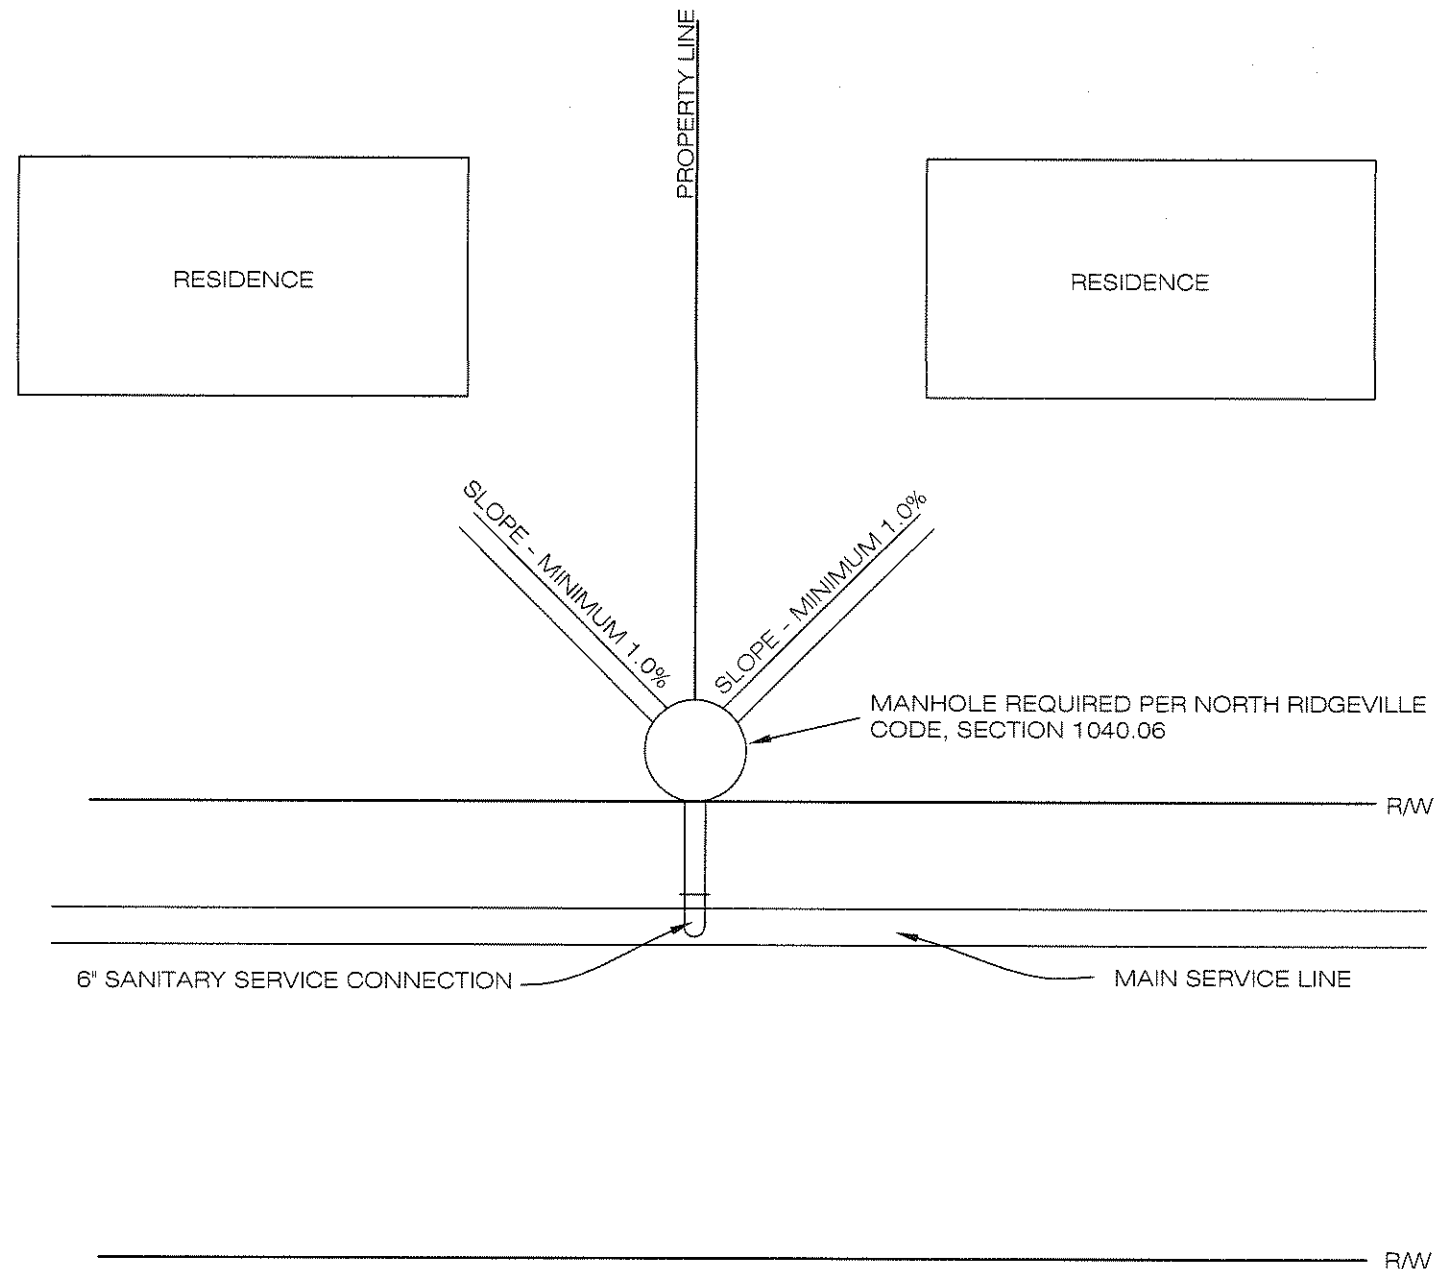 PROPERTY LINE
RESIDENCE
RESIDENCE
SLOPE - MINIMUM 1.0%
SLOPE - MINIMUM 1.0%
MANHOLE REQUIRED PER NORTH RIDGEVILLE
CODE, SECTION 1040.06
R/W
6" SANITARY SERVICE CONNECTION
MAIN SERVICE LINE
R/W